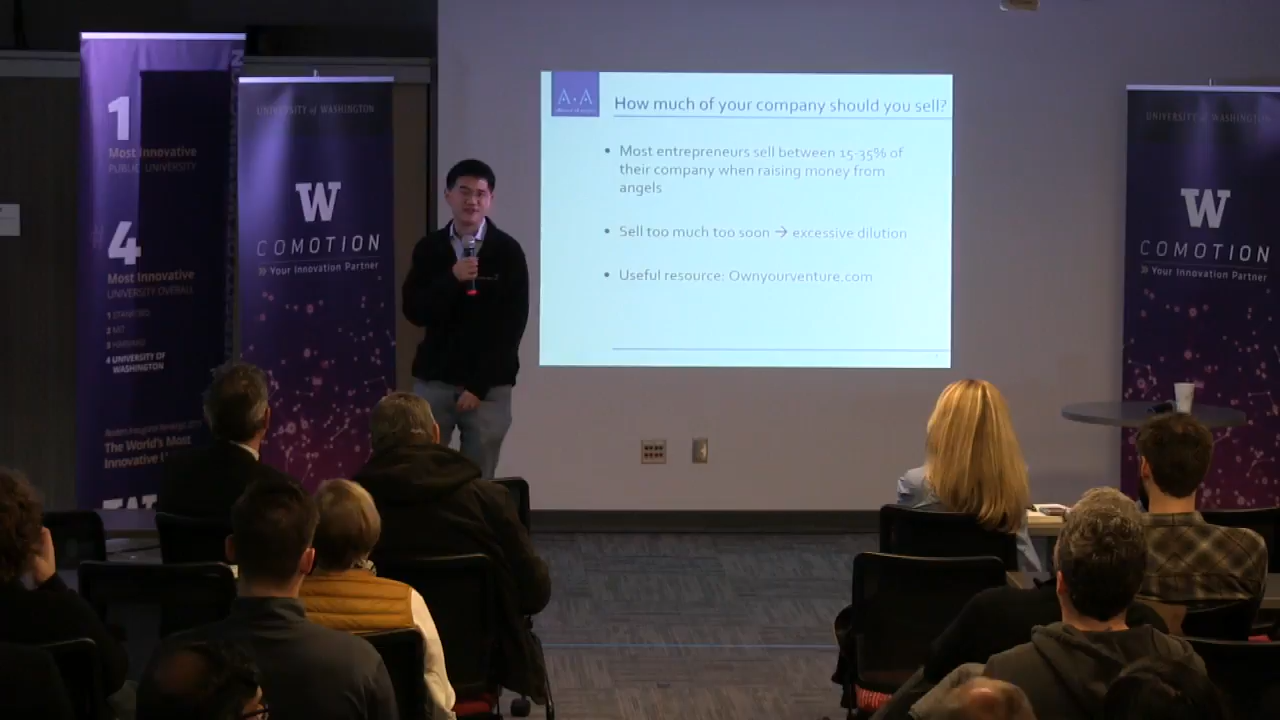 1
Most Innovative
PUBLIC UNIVERSITY
4
Most Innovative
UNIVERSITY OVERALL
1 STANFORD
2 MIT
3 HARVARD
4 UNIVERSITY OF
WASHINGTON
The World's Most
UNIVERSITY of WASHINGTON
W
COMOTION
» Your Innovation Partner
A·A
How much of your company should you sell?
• Most entrepreneurs sell between 15-35% of
their company when raising money from
angels
• Sell too much too soon → excessive dilution
• Useful resource: Ownyourventure.com
UNIVERSITY of WASHINGTON
W
COMOTION
» Your Innovation Partner